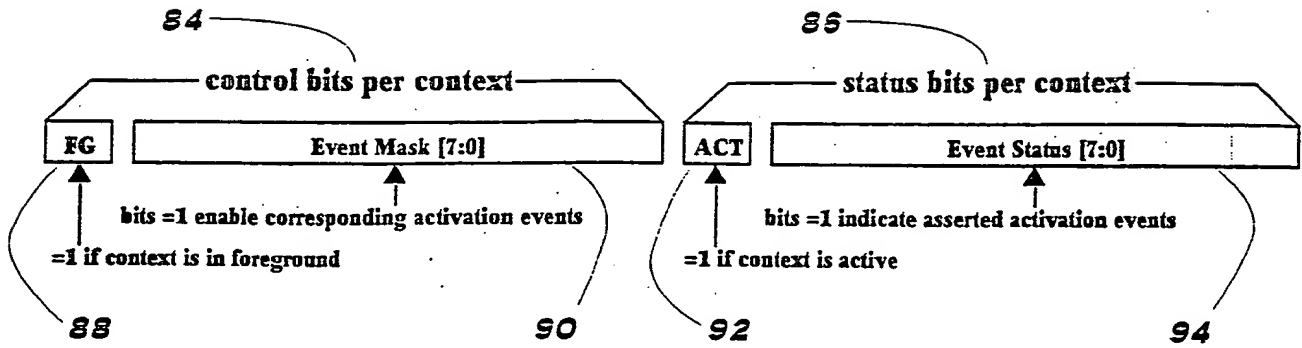 84
86
control bits per context
status bits per context
FG
Event Mask [7:0]
ACT
Event Status [7:0]
bits =1 enable corresponding activation events
bits =1 indicate asserted activation events
=1 if context is in foreground
=1 if context is active
88
90
92
94